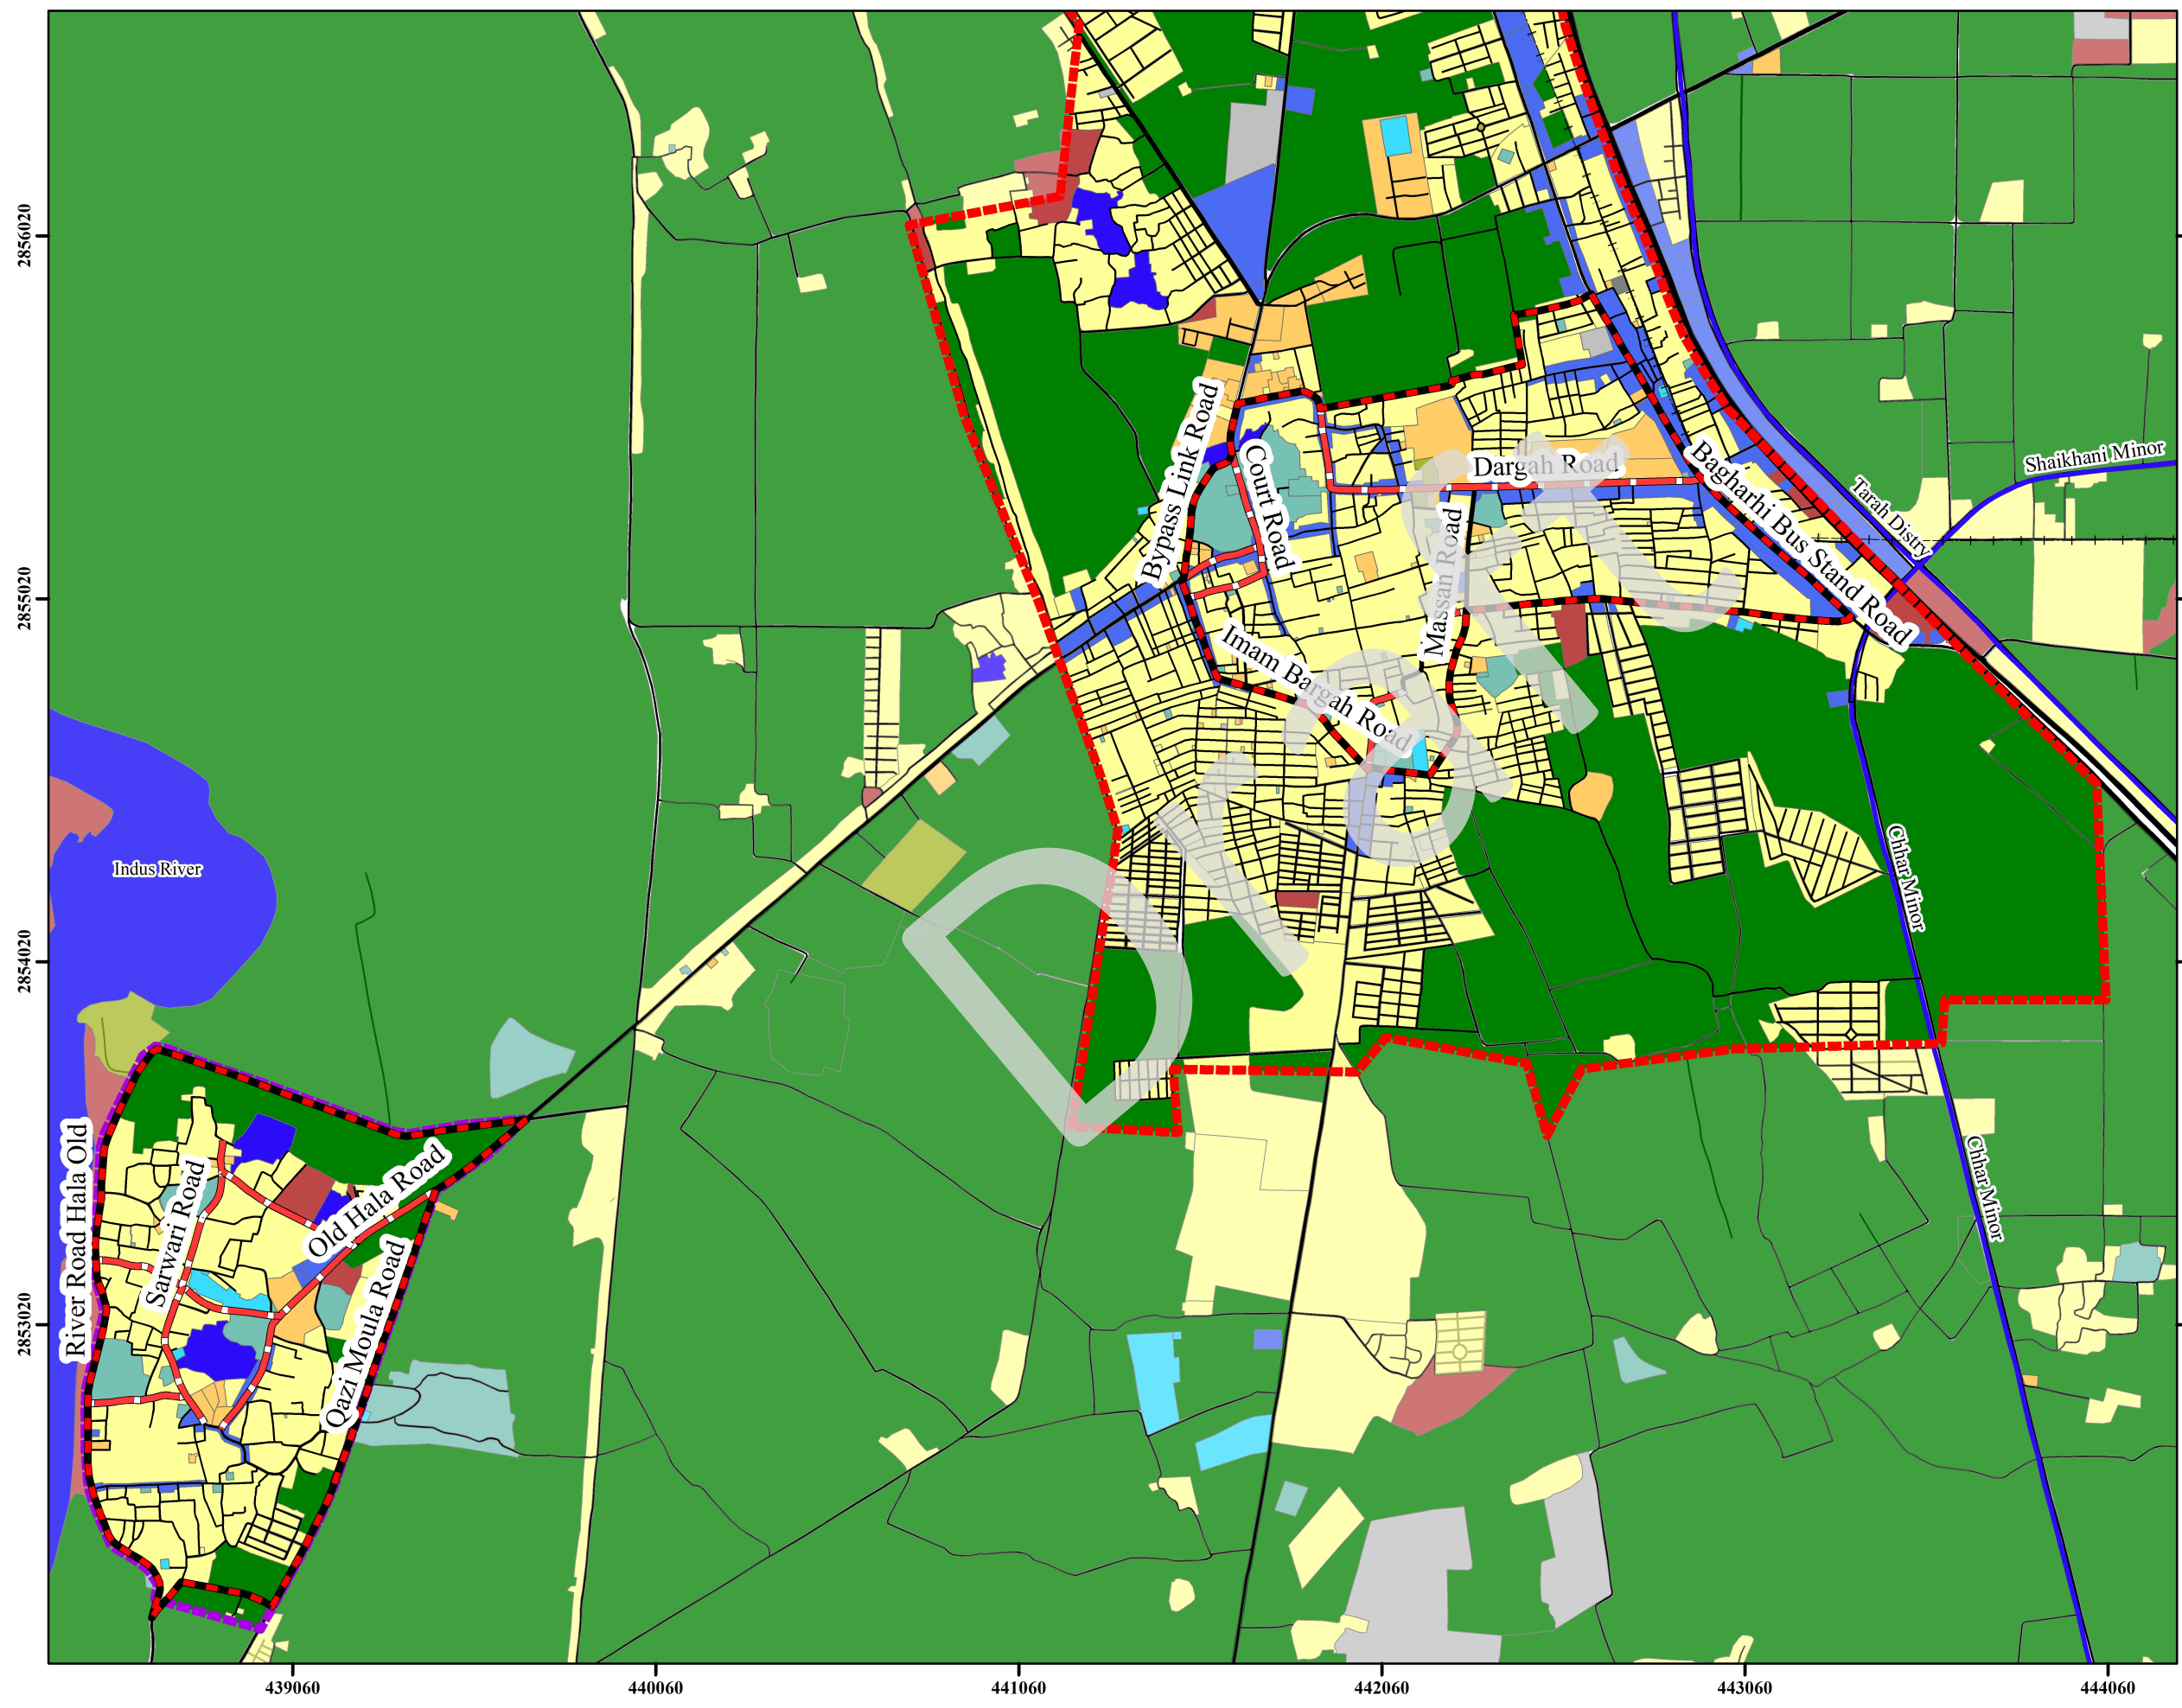 2856020
2855020
2854020
2853020
Shaikhani Minor
Tarah Distry
Dargah Road
Bagharhi Bus Stand Road
Court Road
Bypass Link Road
Massan Road
Imam Bargah Road
Chhar Minor
Indus River
DRAFT
River Road Hala Old
Sarwari Road
Old Hala Road
Qazi Moula Road
Chhar Minor
439060
440060
441060
442060
443060
444060